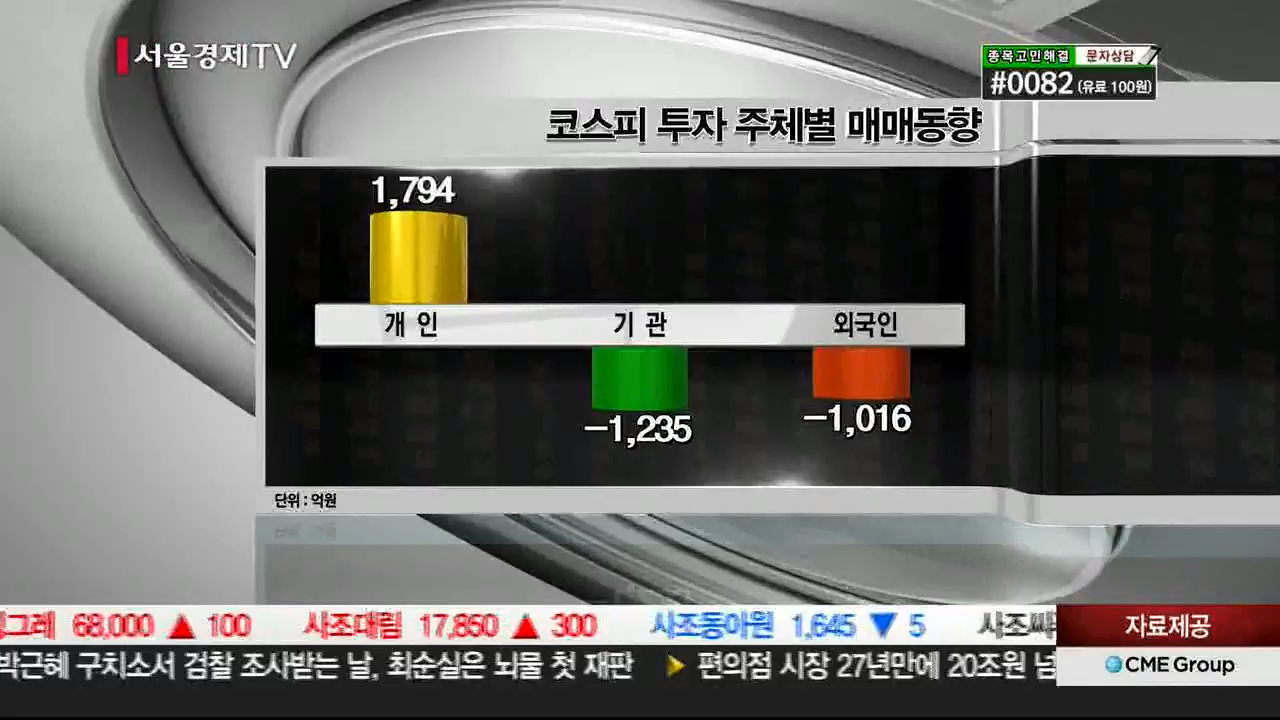 서울경제TV
종목고민해결 문자상담
#0082 (유료 100원)
코스피 투자 주체별 매매동향
1,794
개 인
기 관
외국인
-1,235
-1,016
단위 : 억원
68,000 ▲ 100 사조대림 17,850 ▲ 300 사조동아원 1,645 ▼ 5
자료제공
박근혜 구치소서 검찰 조사받는 날, 최순실은 뇌물 첫 재판 ▶ 편의점 시장 27년만에 20조원 넘
CME Group